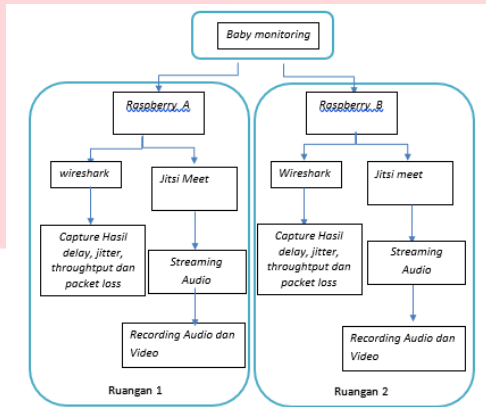 Baby monitoring
Raspberry A
wireshark
Jitsi Meet
Capture Hasil
delay, jitter,
throughtput dan
packet loss
Streaming
Audio
Recording Audio dan
Video
Ruangan 1
Raspberry B
Wireshark
Jitsi meet
Capture Hasil
delay, jitter,
throughtput dan
packet loss
Streaming
Audio
Recording Audio dan
Video
Ruangan 2